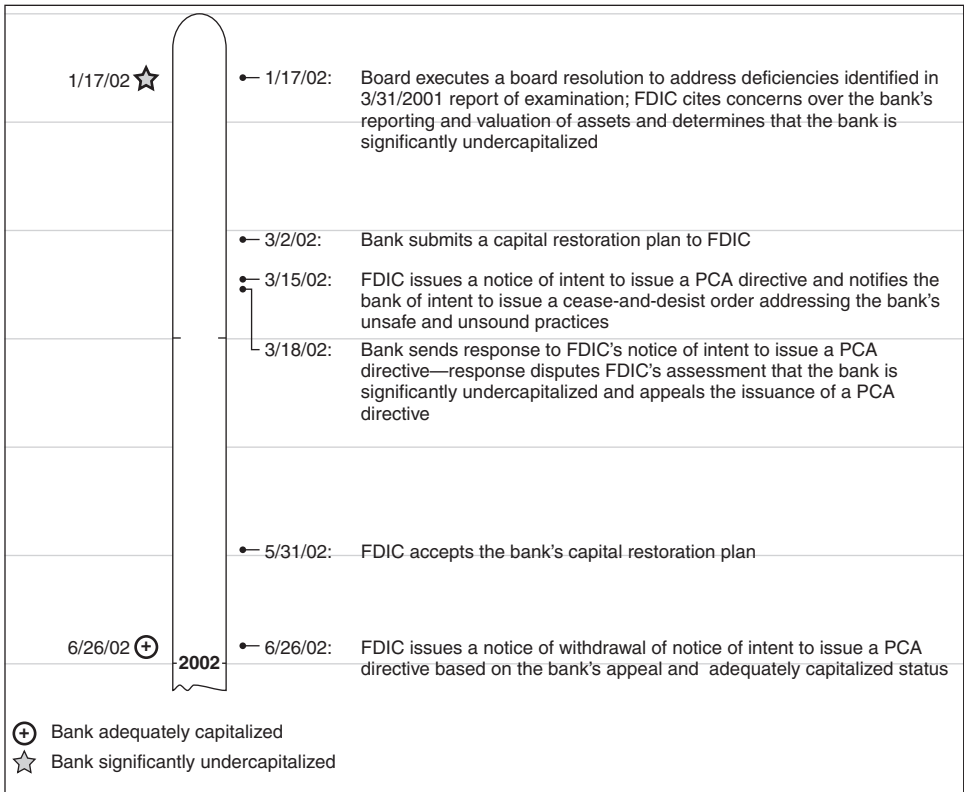 1/17/02
1/17/02: Board executes a board resolution to address deficiencies identified in
3/31/2001 report of examination; FDIC cites concerns over the bank's
reporting and valuation of assets and determines that the bank is
significantly undercapitalized
3/2/02: Bank submits a capital restoration plan to FDIC
3/15/02: FDIC issues a notice of intent to issue a PCA directive and notifies the
bank of intent to issue a cease-and-desist order addressing the bank's
unsafe and unsound practices
3/18/02: Bank sends response to FDIC's notice of intent to issue a PCA
directive—response disputes FDIC's assessment that the bank is
significantly undercapitalized and appeals the issuance of a PCA
directive
5/31/02: FDIC accepts the bank's capital restoration plan
6/26/02
2002
6/26/02: FDIC issues a notice of withdrawal of notice of intent to issue a PCA
directive based on the bank's appeal and adequately capitalized status
Bank adequately capitalized
Bank significantly undercapitalized